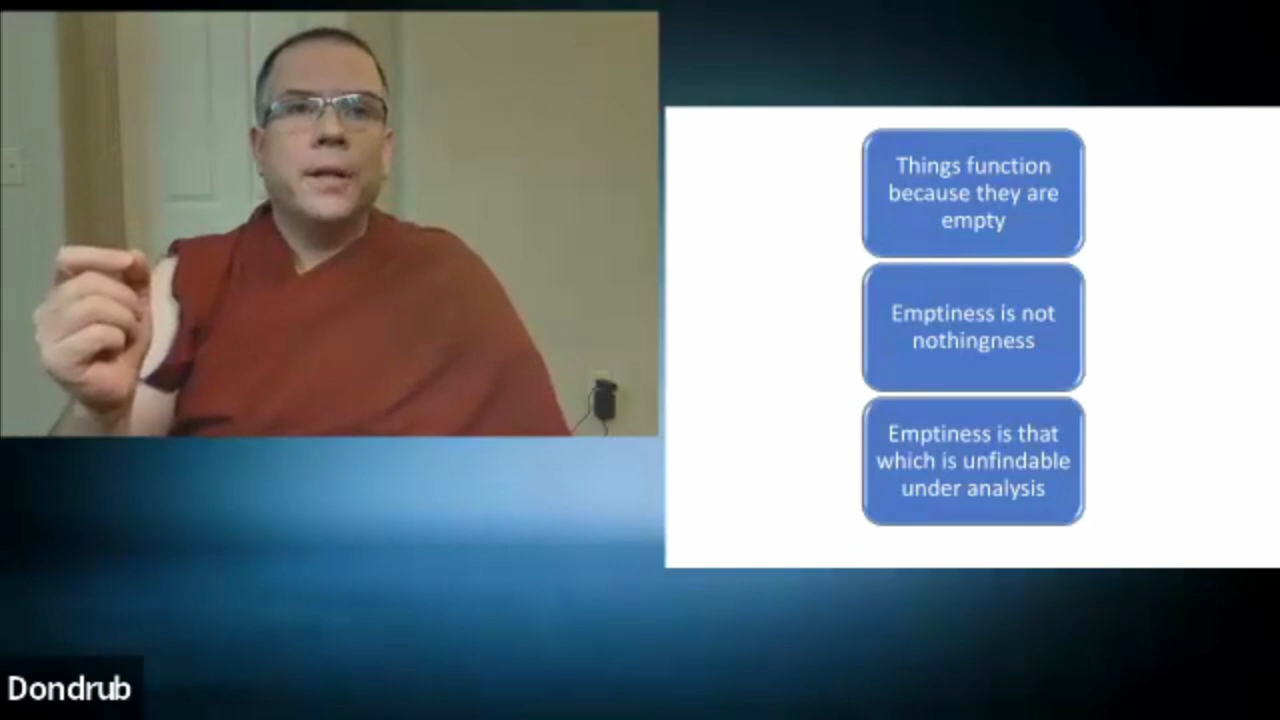 Things function
because they are
empty
Emptiness is not
nothingness
Emptiness is that
which is unfindable
under analysis
Dondrub